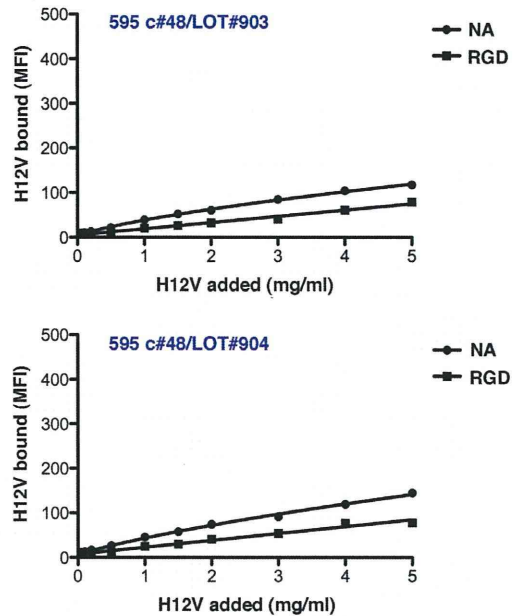 595 c#48/LOT#903
NA
RGD
H12V bound (MFI)
500
400
300
200
100
0
0 1 2 3 4 5
H12V added (mg/ml)
595 c#48/LOT#904
NA
RGD
H12V bound (MFI)
500
400
300
200
100
0
0 1 2 3 4 5
H12V added (mg/ml)